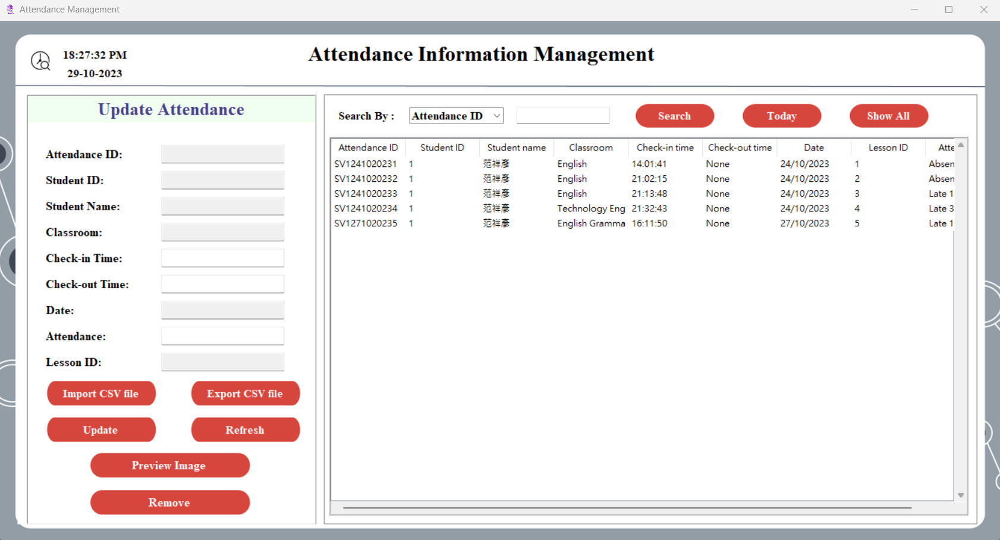 Attendance Management
18:27:32 PM
29-10-2023
Attendance Information Management
Update Attendance
Attendance ID:
Student ID:
Student Name:
Classroom:
Check-in Time:
Check-out Time:
Date:
Attendance:
Lesson ID:
Import CSV file Export CSV file
Update Refresh
Preview Image
Remove
Search By : Attendance ID Search Today Show All
Attendance ID Student ID Student name Classroom Check-in time Check-out time Date Lesson ID Atte
SV1241020231 1 范祥彥 English 14:01:41 None 24/10/2023 1 Absen
SV1241020232 1 范祥彥 English 21:02:15 None 24/10/2023 2 Absen
SV1241020233 1 范祥彥 English 21:13:48 None 24/10/2023 3 Late 1
SV1241020234 1 范祥彥 Technology Eng 21:32:43 None 24/10/2023 4 Late 3
SV1271020235 1 范祥彥 English Gramma 16:11:50 None 27/10/2023 5 Late 1